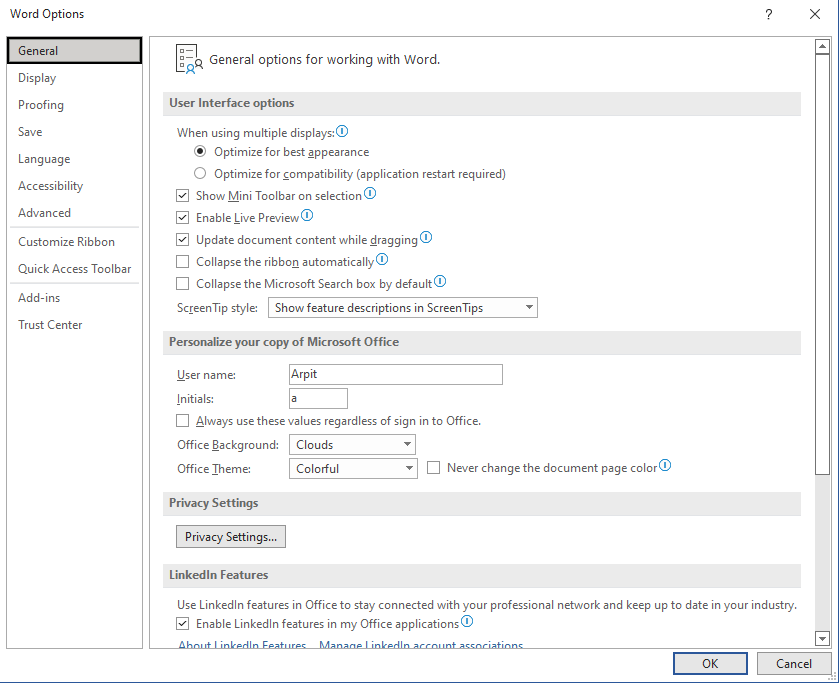 Word Options
?
General
Display
Proofing
Save
Language
Accessibility
Advanced
Customize Ribbon
Quick Access Toolbar
Add-ins
Trust Center
General options for working with Word.
User Interface options
When using multiple displays:
Optimize for best appearance
Optimize for compatibility (application restart required)
Show Mini Toolbar on selection
Enable Live Preview
Update document content while dragging
Collapse the ribbon automatically
Collapse the Microsoft Search box by default
ScreenTip style: Show feature descriptions in ScreenTips
Personalize your copy of Microsoft Office
User name: Arpit
Initials: a
Always use these values regardless of sign in to Office.
Office Background: Clouds
Office Theme: Colorful Never change the document page color
Privacy Settings
Privacy Settings...
LinkedIn Features
Use LinkedIn features in Office to stay connected with your professional network and keep up to date in your industry.
Enable LinkedIn features in my Office applications
About LinkedIn Features Manage LinkedIn account associations
OK Cancel